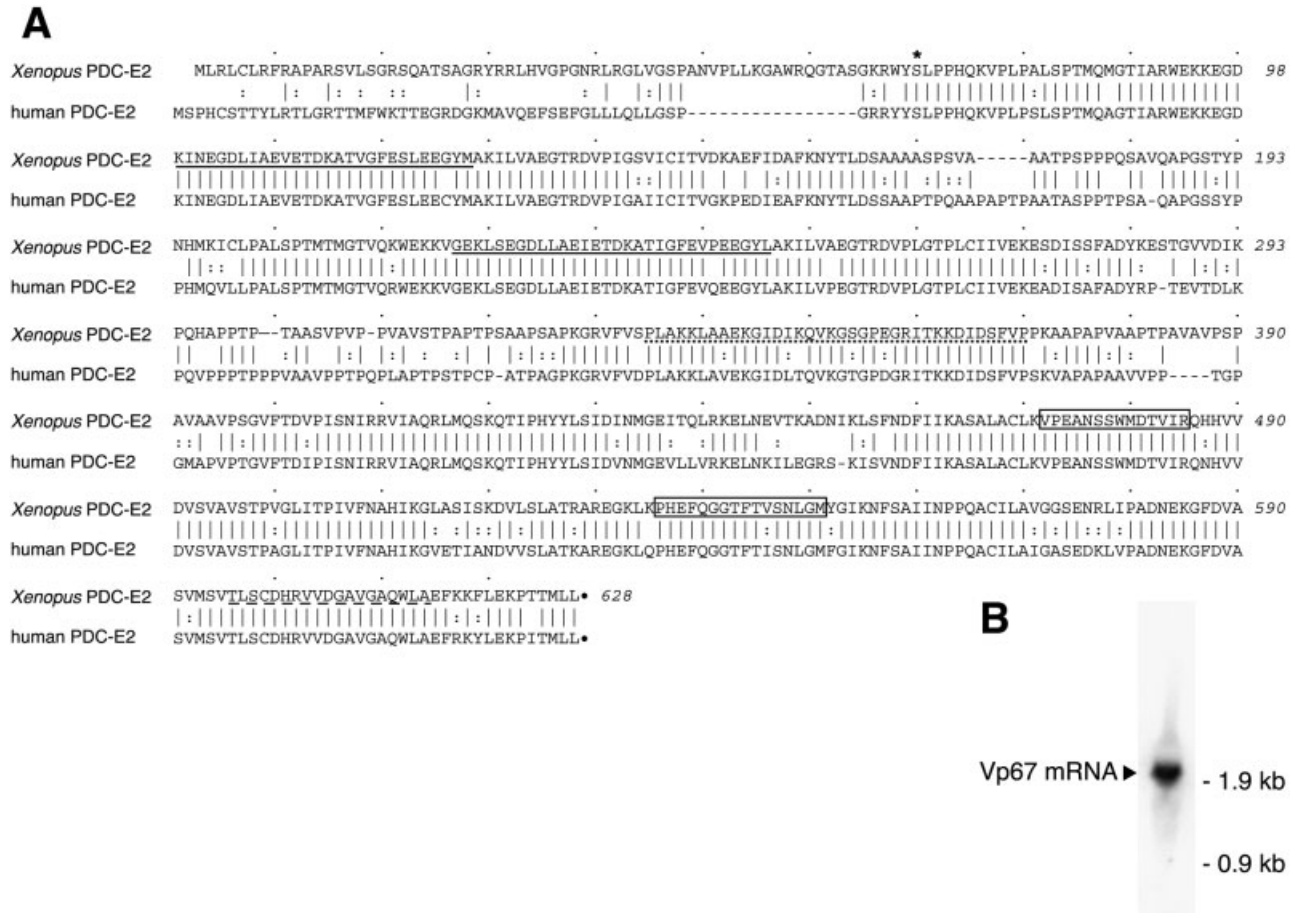 A
Xenopus PDC-E2 MLRLCLRFRAPARSVLSGRSQATSAGRYRRLHVGPGNRLRGLVGSPANVPLLKGAWRQGTASGKRWYSLPPHQKVPLPALSPTMQMGTIARWEKKEGD 98
*
human PDC-E2 MSPHCSTTYLRTLGRTTMFWKTTEGRDGKMAVQEFSEFGLLLQLLGSP----------------GRRYYSLPPHQKVPLPSLSPTMQAGTIARWEKKEGD
Xenopus PDC-E2 KINEGDLIAEVETDKATVGFESLEEGYMAKILVAEGTRDVPIGSVICITVDKAEFIDAFKNYTLDSAAAASPSVA-----AATPSPPPQSAVQAPGSTYP 193
human PDC-E2 KINEGDLIAEVETDKATVGFESLEECYMAKILVAEGTRDVPIGAIICITVGKPEDIEAFKNYTLDSSAAPTPQAAPAPTPAATASPPTPSA-QAPGSSYP
Xenopus PDC-E2 NHMKICLPALSPTMTMGTVQKWEKKVGEKLSEGDLLAEIETDKATIGFEVPEEGYLAKILVAEGTRDVPLGTPLCIIVEKESDISSFADYKESTGVVDIK 293
human PDC-E2 PHMQVLLPALSPTMTMGTVQRWEKKVGEKLSEGDLLAEIETDKATIGFEVQEEGYLAKILVPEGTRDVPLGTPLCIIVEKEADISAFADYRP-TEVTDLK
Xenopus PDC-E2 PQHAPPTP--TAASVPVP-PVAVSTPAPTPSAAPSAPKGRVFVSPLAKKLAAEKGIDIKQVKGSGPEGRITKKDIDSFVPPKAAPAPVAAPTPAVAVPSP 390
human PDC-E2 PQVPPPTPPPVAAVPPTPQPLAPTPSTPCP-ATPAGPKGRVFVDPLAKKLAVEKGIDLTQVKGTGPDGRITKKDIDSFVPSKVAPAPAAVVPP----TGP
Xenopus PDC-E2 AVAAVPSGVFTDVPISNIRRVIAQRLMQSKQTIPHYYLSIDINMGEITQLRKELNEVTKADNIKLSFNDFIIKASALACLKVPEANSSWMDTVIRQHHVV 490
human PDC-E2 GMAPVPTGVFTDIPISNIRRVIAQRLMQSKQTIPHYYLSIDVNMGEVLLVRKELNKILEGRS-KISVNDFIIKASALACLKVPEANSSWMDTVIRQNHVV
Xenopus PDC-E2 DVSVAVSTPVGLITPIVFNAHIKGLASISKDVLSLATRAREGKLKPHEFQGGTFTVSNLGMYGIKNFSAIINPPQACILAVGGSENRLIPADNEKGFDVA 590
human PDC-E2 DVSVAVSTPAGLITPIVFNAHIKGVETIANDVVSLATKAREGKLQPHEFQGGTFTISNLGMFGIKNFSAIINPPQACILAIGASEDKLVPADNEKGFDVA
Xenopus PDC-E2 SVMSVTLSCDHRVVDGAVGAQWLAEFKKFLEKPTTMLL• 628
human PDC-E2 SVMSVTLSCDHRVVDGAVGAQWLAEFRKYLEKPITMLL•
B
Vp67 mRNA
- 1.9 kb
- 0.9 kb